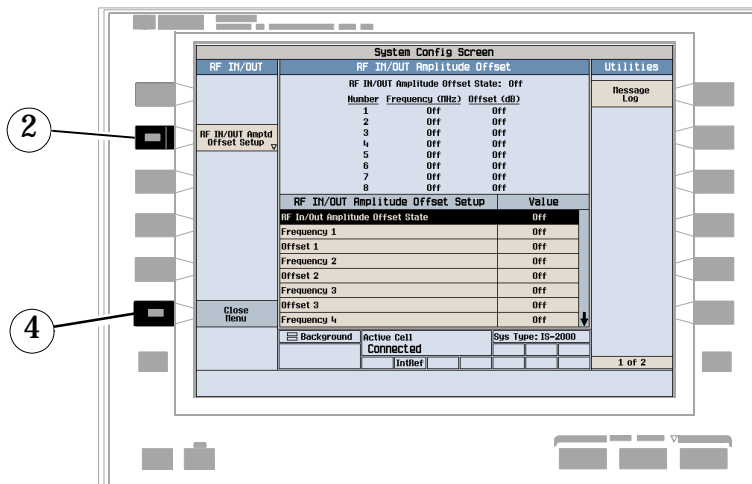 System Config Screen
RF IN/OUT
RF IN/OUT Amplitude Offset
Utilities
RF IN/OUT Amplitude Offset State: Off
Number Frequency (MHz) Offset (dB)
1 Off Off
2 Off Off
3 Off Off
4 Off Off
5 Off Off
6 Off Off
7 Off Off
8 Off Off
Message
Log
2
RF IN/OUT Amptd
Offset Setup
RF IN/OUT Amplitude Offset Setup Value
RF In/Out Amplitude Offset State Off
Frequency 1 Off
Offset 1 Off
Frequency 2 Off
Offset 2 Off
Frequency 3 Off
Offset 3 Off
Frequency 4 Off
4
Close
Menu
Background
Active Cell
Connected
Sys Type: IS-2000
IntRef
1 of 2